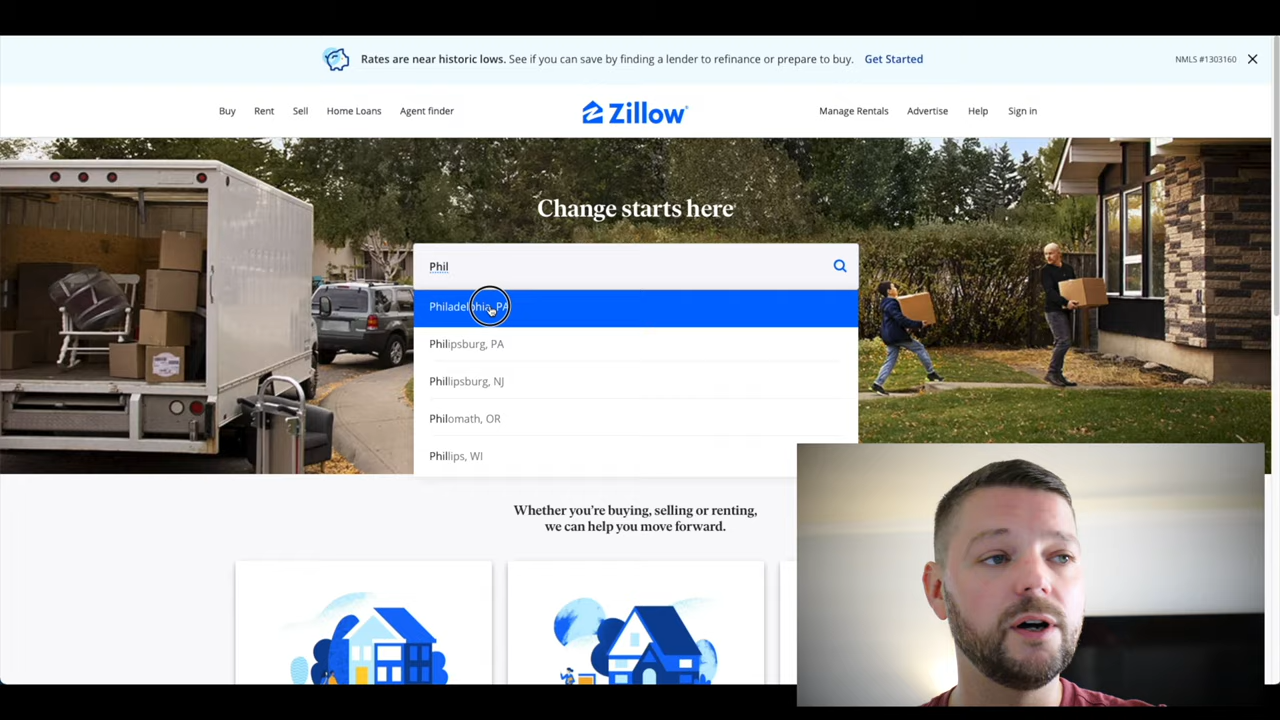 Rates are near historic lows. See if you can save by finding a lender to refinance or prepare to buy. Get Started NMLS #1303160
Buy Rent Sell Home Loans Agent finder Zillow Manage Rentals Advertise Help Sign in
Change starts here
Phil
Philadelphia, PA
Philipsburg, PA
Phillipsburg, NJ
Philomath, OR
Phillips, WI
Whether you're buying, selling or renting,
we can help you move forward.